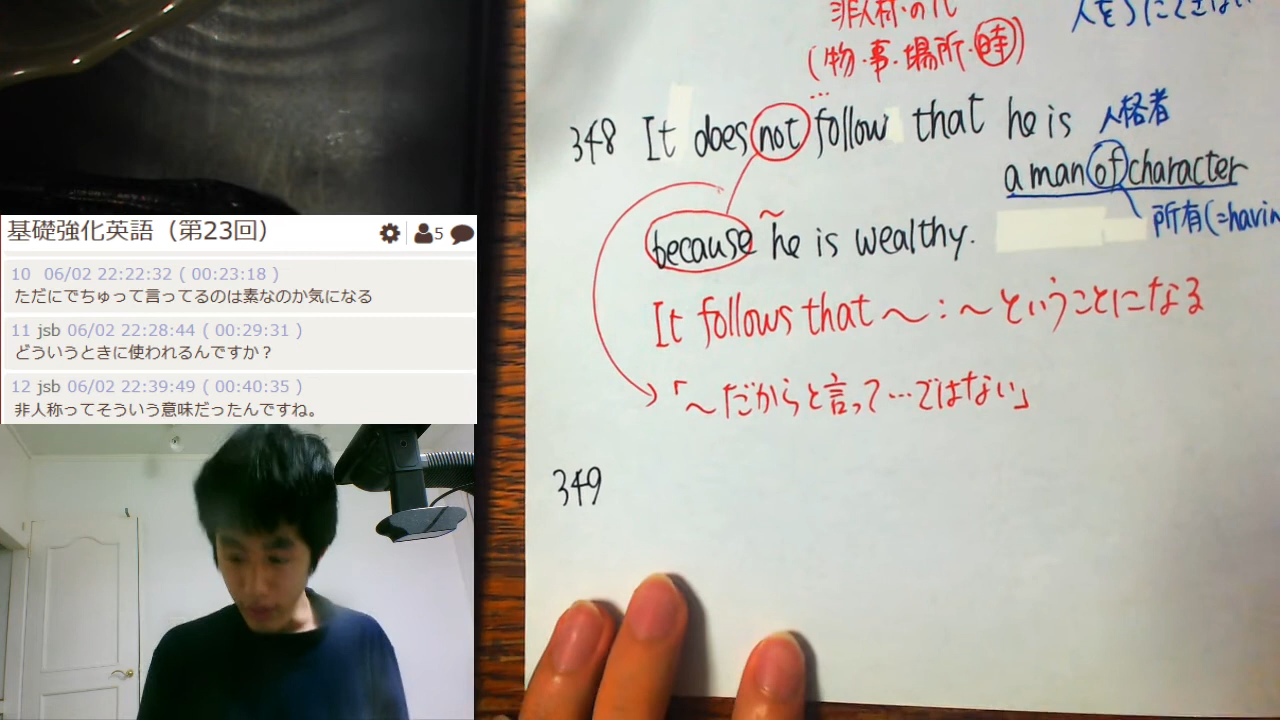 基礎強化英語（第23回）
5
10 06/02 22:22:32 ( 00:23:18 )
ただにでちゅって言ってるのは素なのか気になる
11 jsb 06/02 22:28:44 ( 00:29:31 )
どういうときに使われるんですか？
12 jsb 06/02 22:39:49 ( 00:40:35 )
非人称ってそういう意味だったんですね。
(物・事・場所・時)
348 It does not follow that he is
人格者
a man of character
所有(=havin
because he is wealthy.
It follows that 〜：〜ということになる
「〜だからと言って…ではない」
349